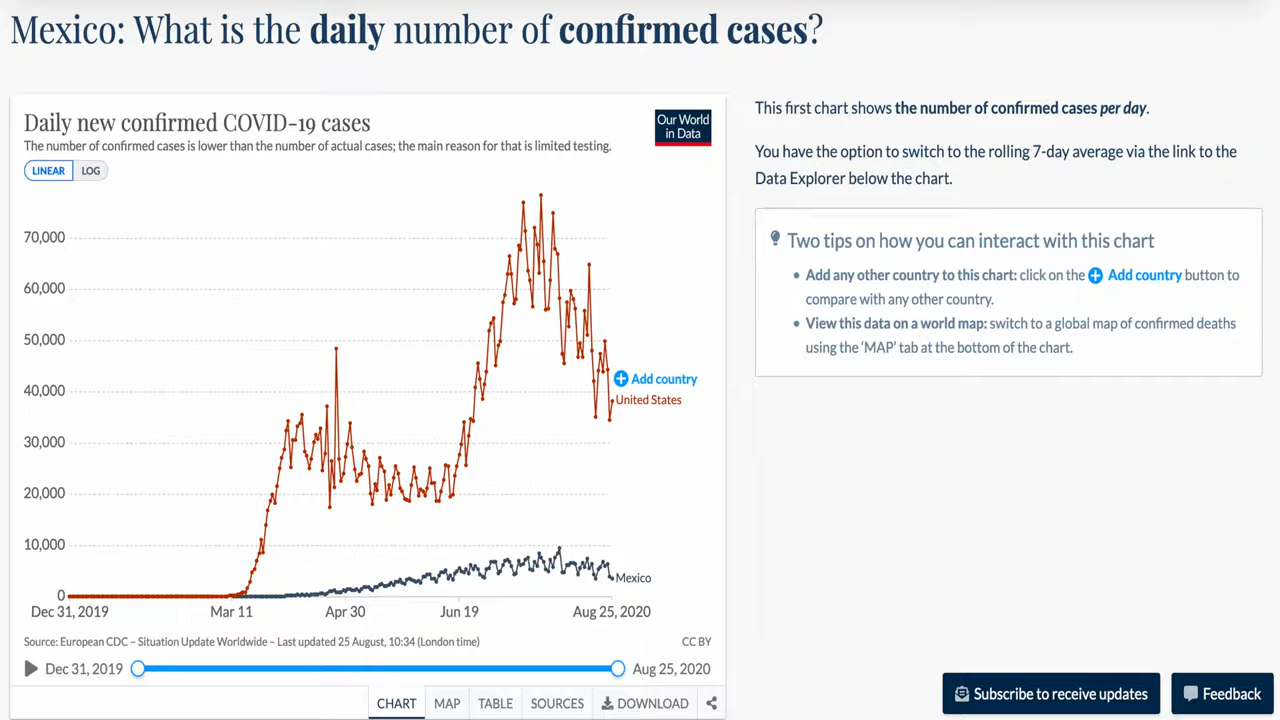 Mexico: What is the daily number of confirmed cases?
Daily new confirmed COVID-19 cases
The number of confirmed cases is lower than the number of actual cases; the main reason for that is limited testing.
Our World
in Data
LINEAR LOG
70,000
60,000
50,000
40,000
30,000
20,000
10,000
0
Add country
United States
Mexico
Dec 31, 2019 Mar 11 Apr 30 Jun 19 Aug 25, 2020
Source: European CDC – Situation Update Worldwide – Last updated 25 August, 10:34 (London time) CC BY
Dec 31, 2019 Aug 25, 2020
CHART MAP TABLE SOURCES DOWNLOAD
This first chart shows the number of confirmed cases per day.
You have the option to switch to the rolling 7-day average via the link to the
Data Explorer below the chart.
Two tips on how you can interact with this chart
• Add any other country to this chart: click on the Add country button to
compare with any other country.
• View this data on a world map: switch to a global map of confirmed deaths
using the ‘MAP’ tab at the bottom of the chart.
Subscribe to receive updates
Feedback